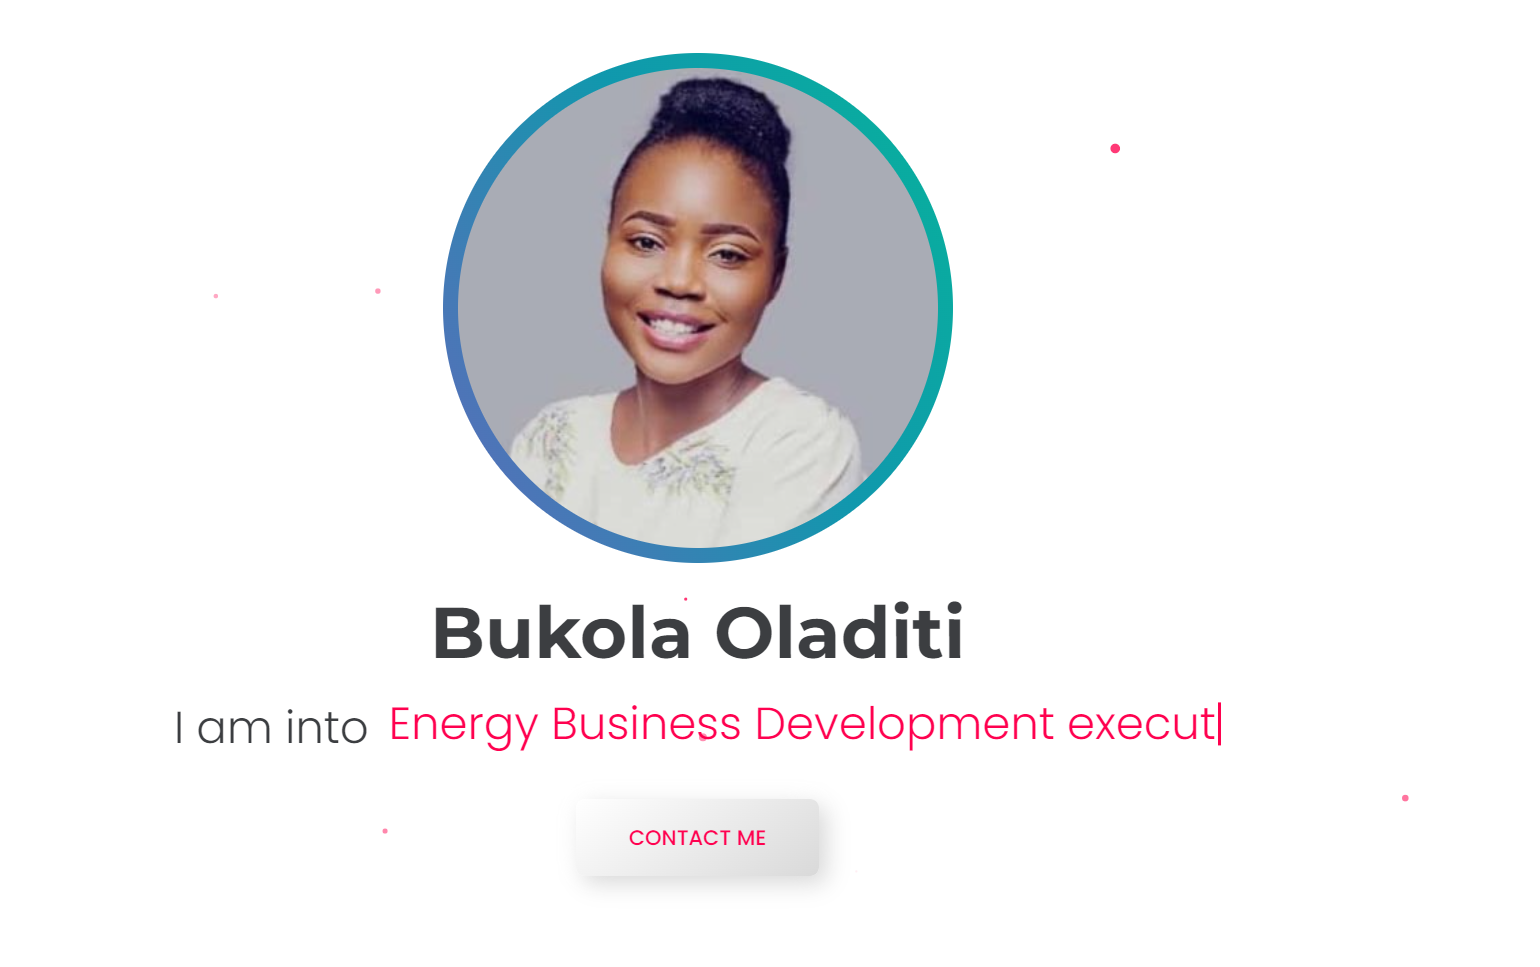 Bukola Oladiti
I am into Energy Business Development execut
CONTACT ME